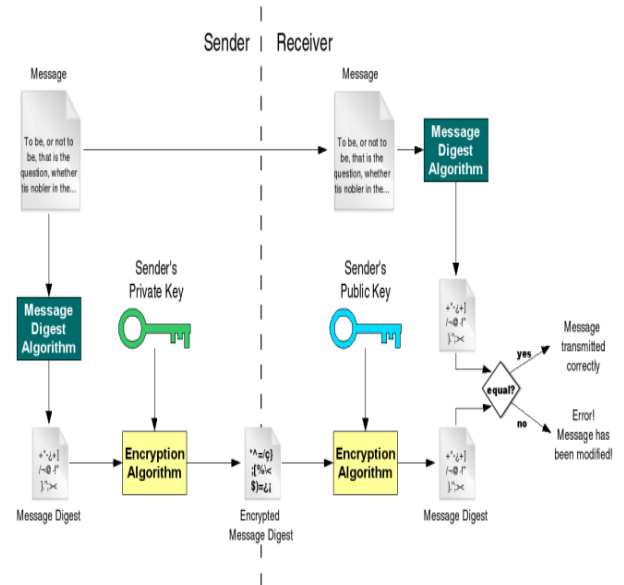 Sender
Receiver
Message
Message
To be, or not to
be, that is the
question, whether
tis nobler in the...
To be, or not to
be, that is the
question, whether
tis nobler in the...
Message
Digest
Algorithm
Sender's
Private Key
Sender's
Public Key
Message
Digest
Algorithm
+"-¿+]
/¬@-!"
}.";><
yes
Message
transmitted
correctly
equal?
no
Error!
Message has
been modified!
+"-¿+]
/¬@-!"
}.";><
Encryption
Algorithm
"^=/ç}
;[%\<
$)=¿¡
Encryption
Algorithm
+"-¿+]
/¬@-!"
}.";><
Message Digest
Encrypted
Message Digest
Message Digest